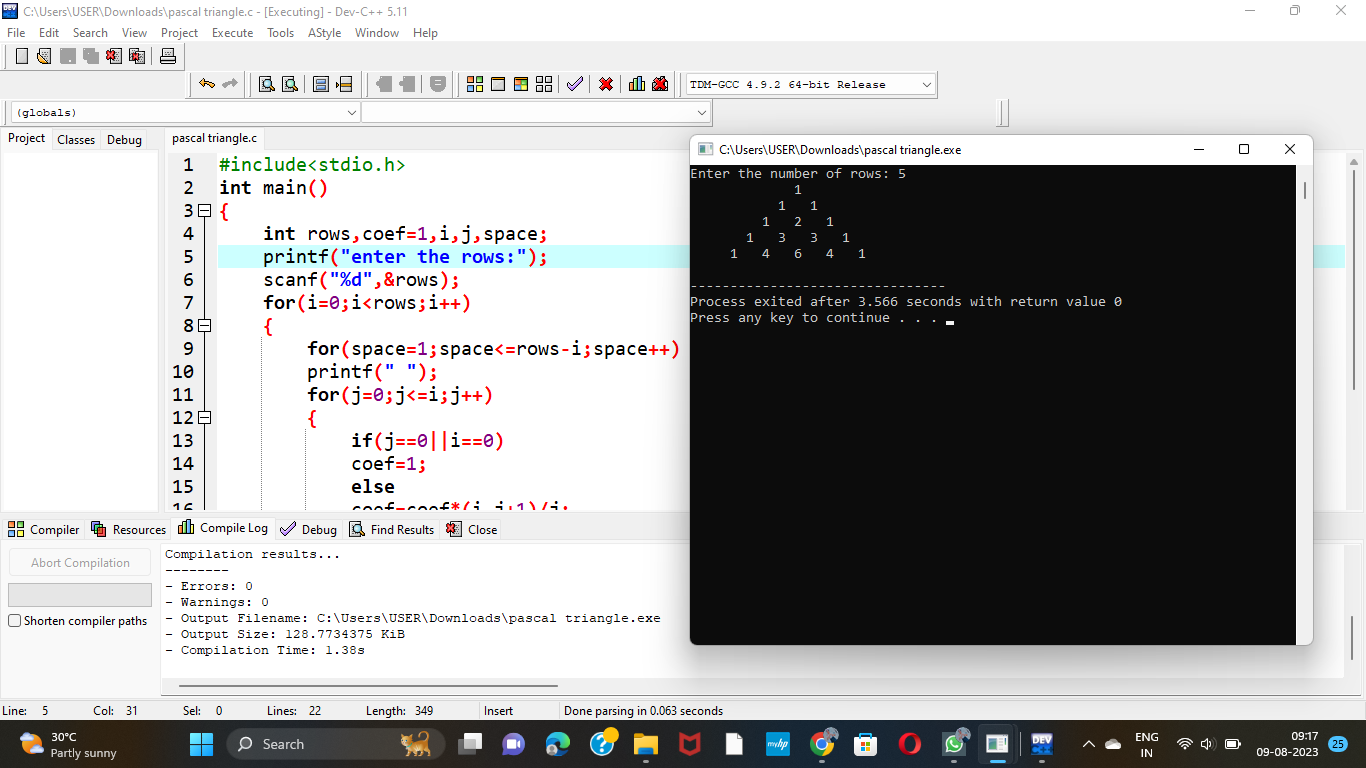 C:\Users\USER\Downloads\pascal triangle.c - [Executing] - Dev-C++ 5.11
File Edit Search View Project Execute Tools AStyle Window Help
TDM-GCC 4.9.2 64-bit Release
(globals)
Project Classes Debug
pascal triangle.c
1 #include<stdio.h>
2 int main()
3 {
4 int rows,coef=1,i,j,space;
5 printf("enter the rows:");
6 scanf("%d",&rows);
7 for(i=0;i<rows;i++)
8 {
9 for(space=1;space<=rows-i;space++)
10 printf(" ");
11 for(j=0;j<=i;j++)
12 {
13 if(j==0||i==0)
14 coef=1;
15 else
16
C:\Users\USER\Downloads\pascal triangle.exe
Enter the number of rows: 5
1
1 1
1 2 1
1 3 3 1
1 4 6 4 1
--------------------------------
Process exited after 3.566 seconds with return value 0
Press any key to continue . . .
Compiler Resources Compile Log Debug Find Results Close
Abort Compilation
Shorten compiler paths
Compilation results...
--------
- Errors: 0
- Warnings: 0
- Output Filename: C:\Users\USER\Downloads\pascal triangle.exe
- Output Size: 128.7734375 KiB
- Compilation Time: 1.38s
Line: 5 Col: 31 Sel: 0 Lines: 22 Length: 349 Insert Done parsing in 0.063 seconds
30°C
Partly sunny
Search
myhp
DEV
ENG
IN
09:17
09-08-2023
25